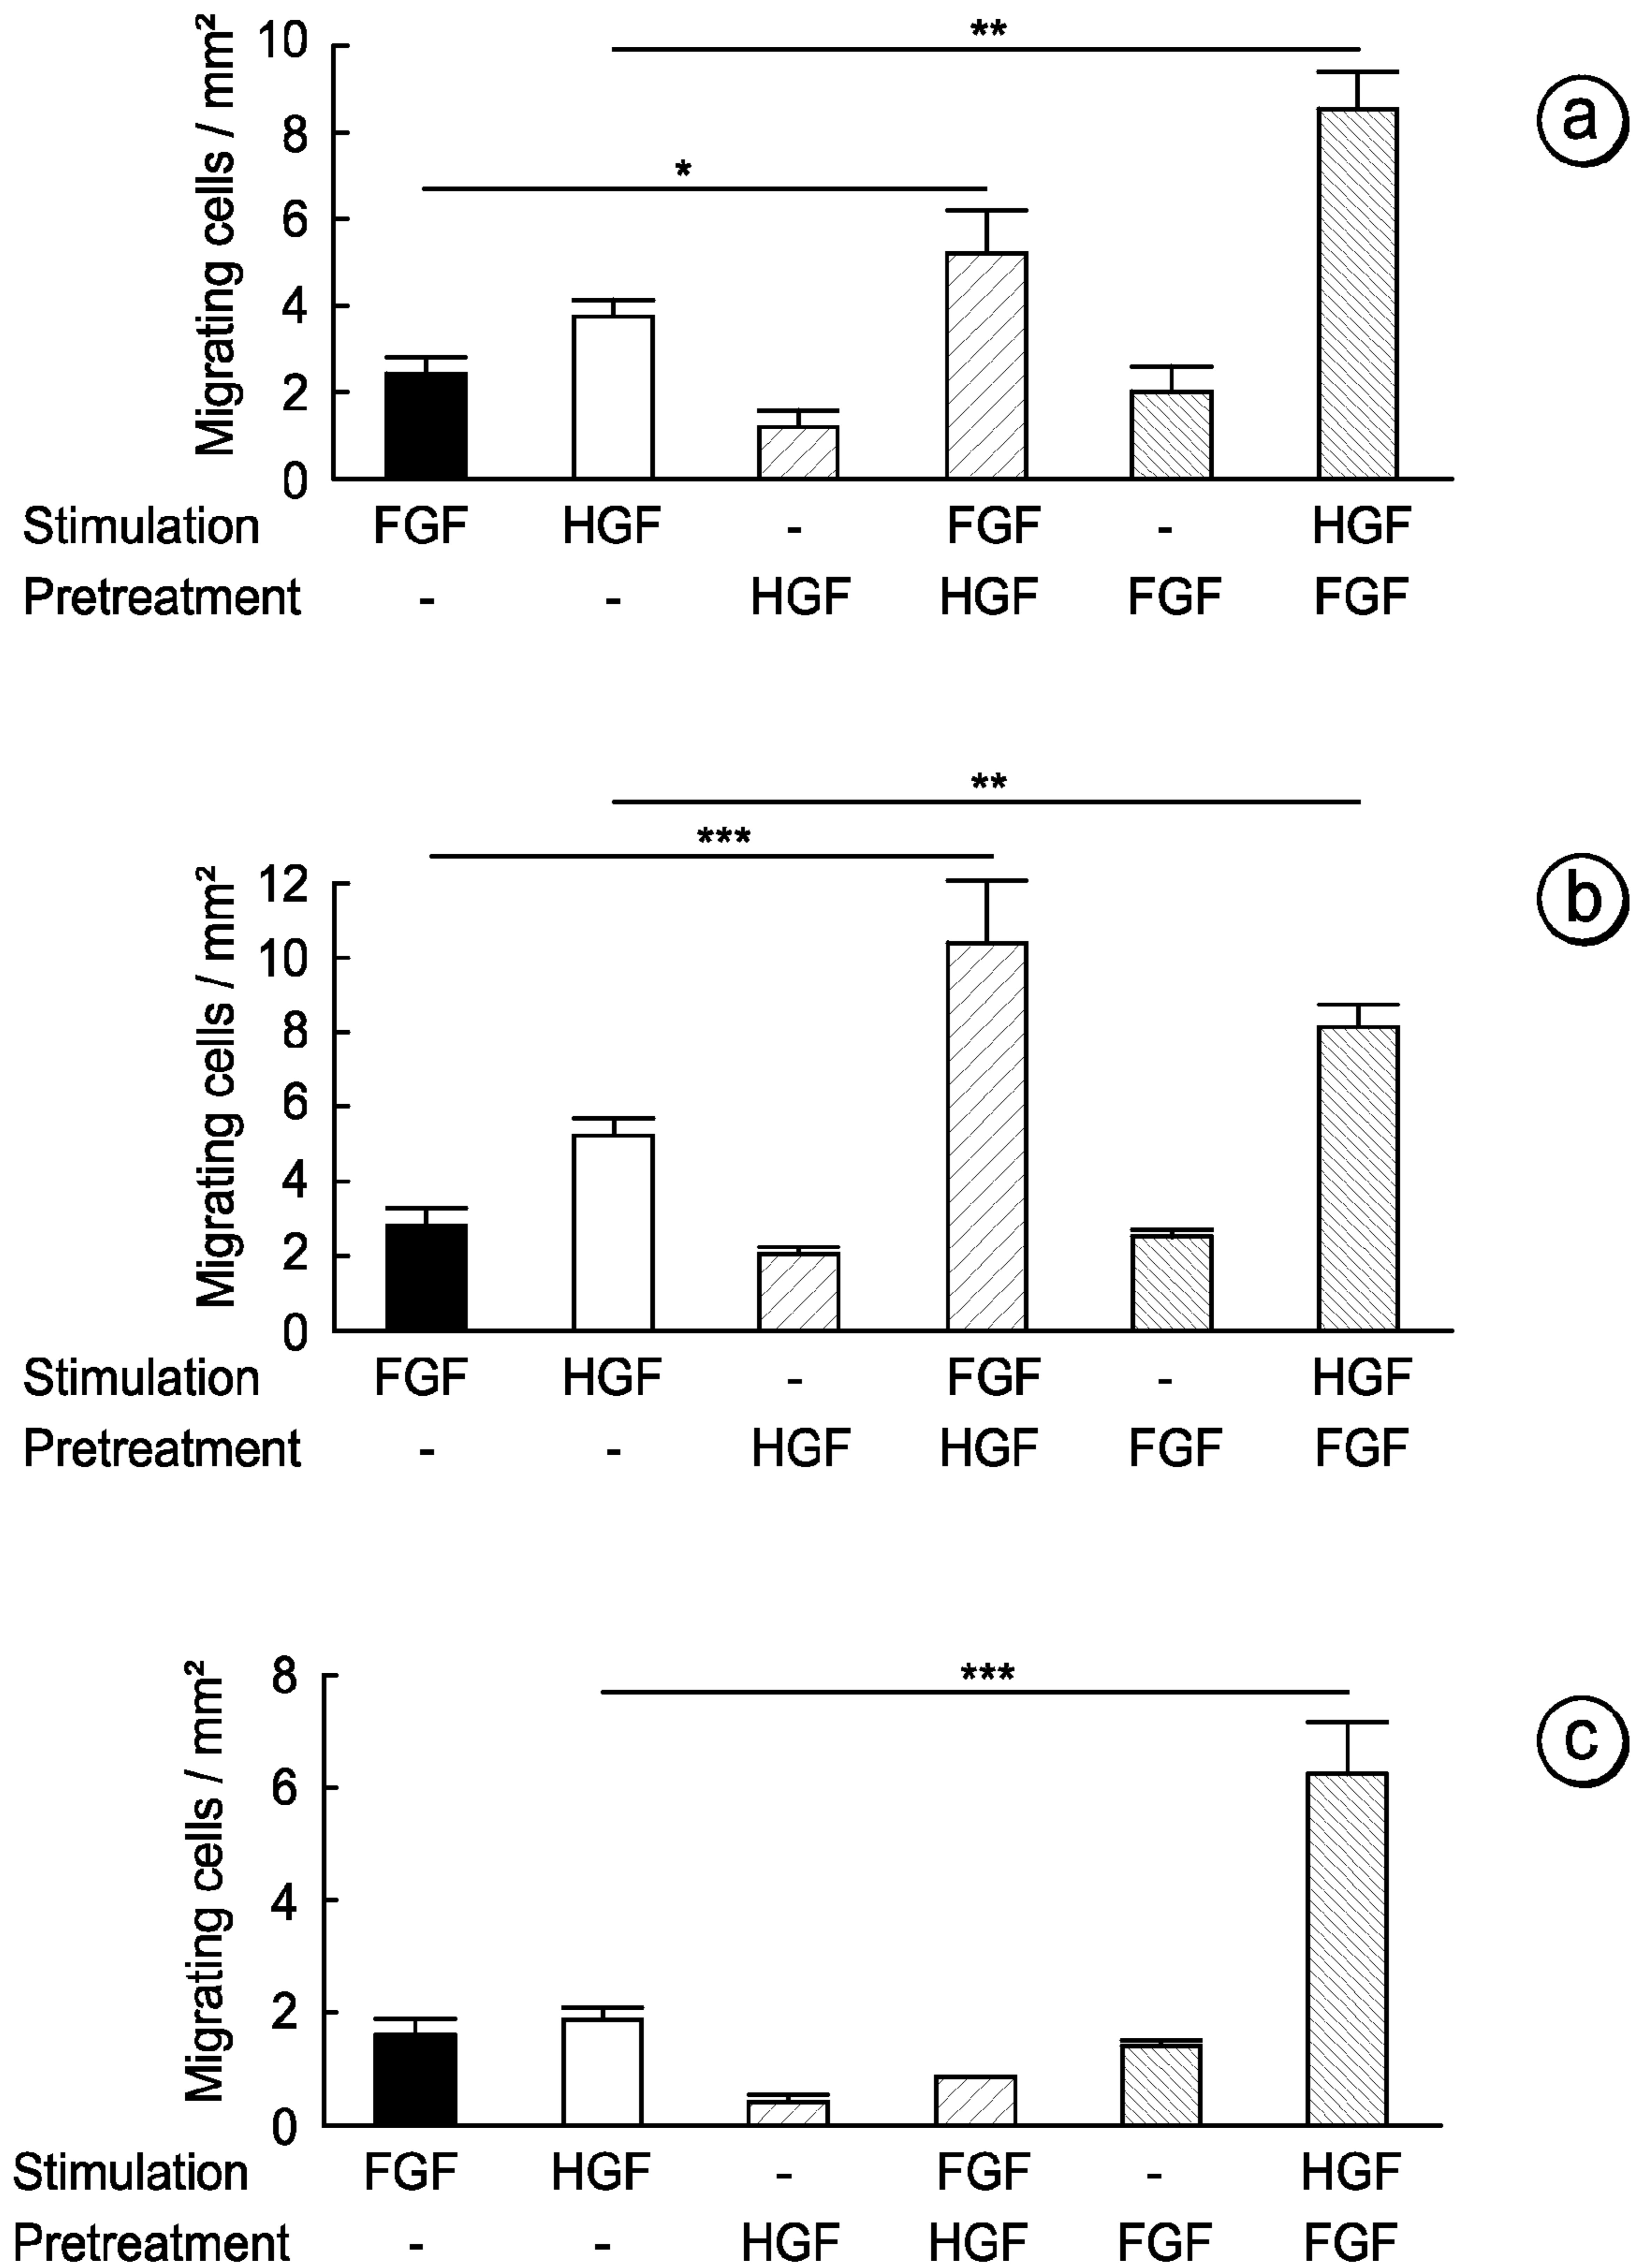 **
10
a
8
*
6
4
2
0
Migrating cells / mm²
Stimulation FGF HGF - FGF - HGF
Pretreatment - - HGF HGF FGF FGF
**
***
12
b
10
8
6
4
2
0
Migrating cells / mm²
Stimulation FGF HGF - FGF - HGF
Pretreatment - - HGF HGF FGF FGF
***
8
c
6
4
2
0
Migrating cells / mm²
Stimulation FGF HGF - FGF - HGF
Pretreatment - - HGF HGF FGF FGF